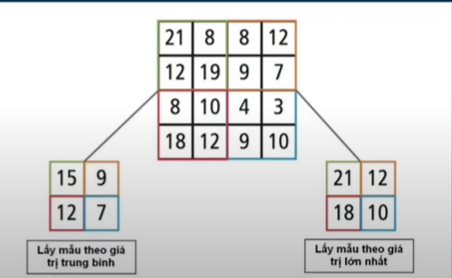 21 8 8 12
12 19 9 7
8 10 4 3
18 12 9 10
15 9
12 7
Lấy mẫu theo giá
trị trung bình
21 12
18 10
Lấy mẫu theo giá
trị lớn nhất